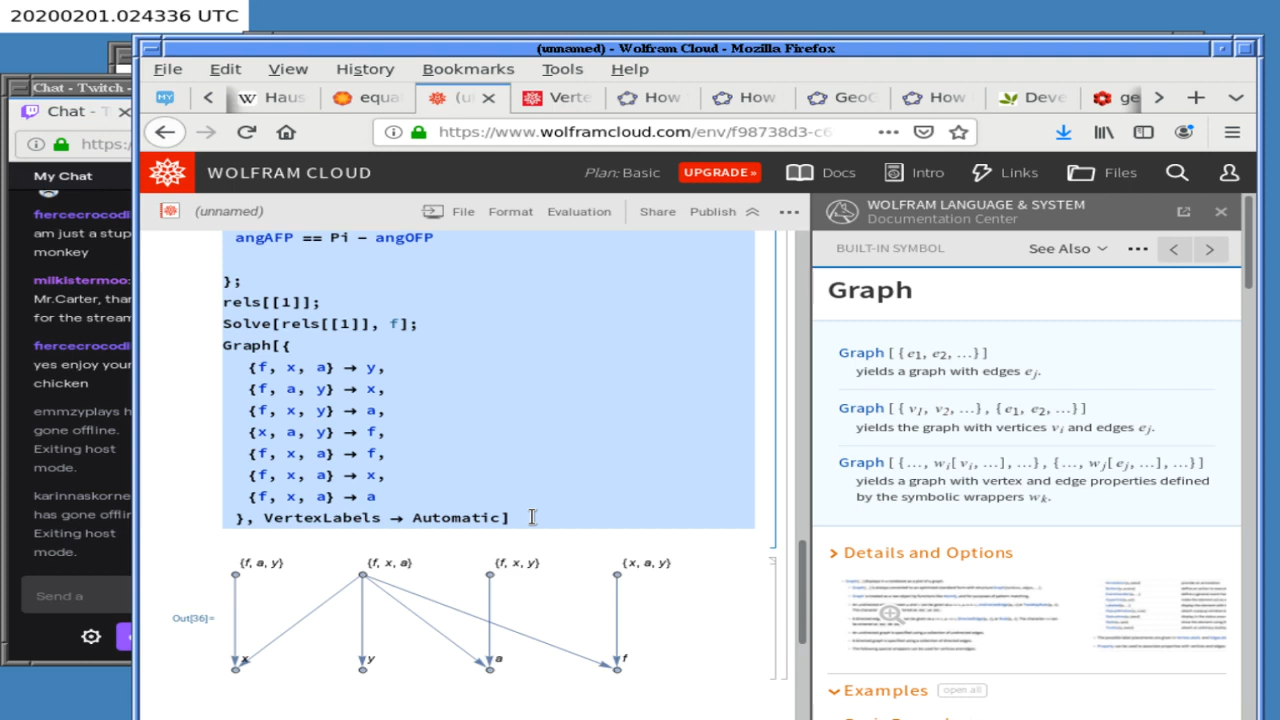 20200201.024336 UTC
(unnamed) - Wolfram Cloud - Mozilla Firefox
File Edit View History Bookmarks Tools Help
Chat - Twitch -
Chat - T
W Haus
equa
(u
Verte
How
How
GeoG
How
Deve
ge
https:/
https://www.wolframcloud.com/env/f98738d3-c6
My Chat
WOLFRAM CLOUD
Plan: Basic
UPGRADE »
Docs
Intro
Links
Files
(unnamed)
File Format Evaluation Share Publish
WOLFRAM LANGUAGE & SYSTEM
Documentation Center
BUILT-IN SYMBOL
See Also
fiercecrocodi
am just a stup
monkey
milkistermoo:
Mr.Carter, than
for the stream
fiercecrocodi
yes enjoy your
chicken
emmzyplays h
gone offline.
Exiting host
mode.
karinnaskorne
has gone offlin
Exiting host
mode.
Send a
angAFP == Pi - angOFP
};
rels[[1]];
Solve[rels[[1]], f];
Graph[{
{f, x, a} → y,
{f, a, y} → x,
{f, x, y} → a,
{x, a, y} → f,
{f, x, a} → f,
{f, x, a} → x,
{f, x, a} → a
}, VertexLabels → Automatic]
{f, a, y} {f, x, a} {f, x, y} {x, a, y}
Out[36]=
x y a f
Graph
Graph[{e1, e2, …}]
yields a graph with edges ej.
Graph[{v1, v2, …}, {e1, e2, …}]
yields the graph with vertices vi and edges ej.
Graph[{…, wi[vi, …], …}, {…, wj[ej, …], …}]
yields a graph with vertex and edge properties defined
by the symbolic wrappers wk.
Details and Options
Examples
open all